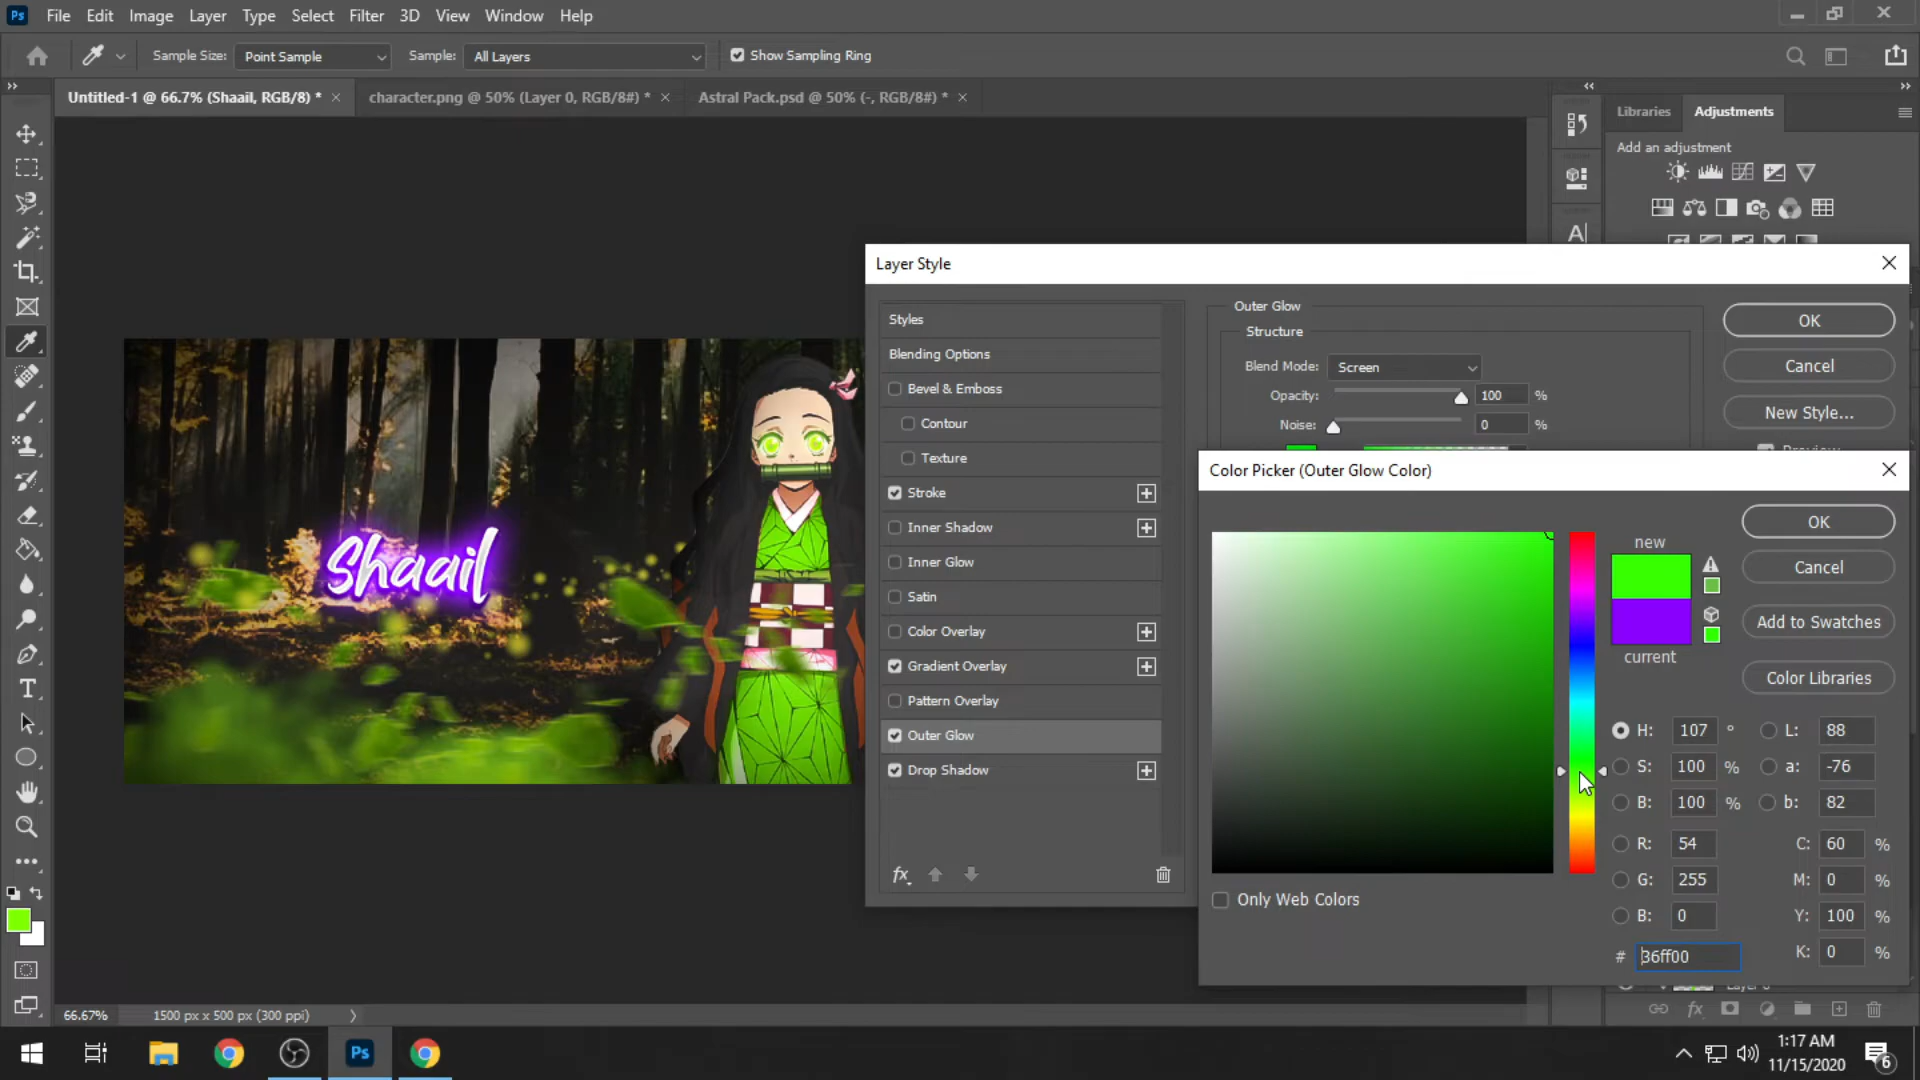 Ps File Edit Image Layer Type Select Filter 3D View Window Help
Sample Size: Point Sample Sample: All Layers Show Sampling Ring
Untitled-1 @ 66.7% (Shaail, RGB/8) * × character.png @ 50% (Layer 0, RGB/8#) * × Astral Pack.psd @ 50% (-, RGB/8#) * ×
Libraries Adjustments
Add an adjustment
Layer Style
Styles
Blending Options
Bevel & Emboss
Contour
Texture
Stroke
Inner Shadow
Inner Glow
Satin
Color Overlay
Gradient Overlay
Pattern Overlay
Outer Glow
Drop Shadow
fx
Outer Glow
Structure
Blend Mode: Screen
Opacity: 100 %
Noise: 0 %
OK
Cancel
New Style...
Preview
Shaail
Color Picker (Outer Glow Color)
new
current
OK
Cancel
Add to Swatches
Color Libraries
H: 107 ° L: 88
S: 100 % a: -76
B: 100 % b: 82
R: 54 C: 60 %
G: 255 M: 0 %
B: 0 Y: 100 %
# 36ff00 K: 0 %
Only Web Colors
66.67% 1500 px x 500 px (300 ppi)
fx
Ps
1:17 AM
11/15/2020
6